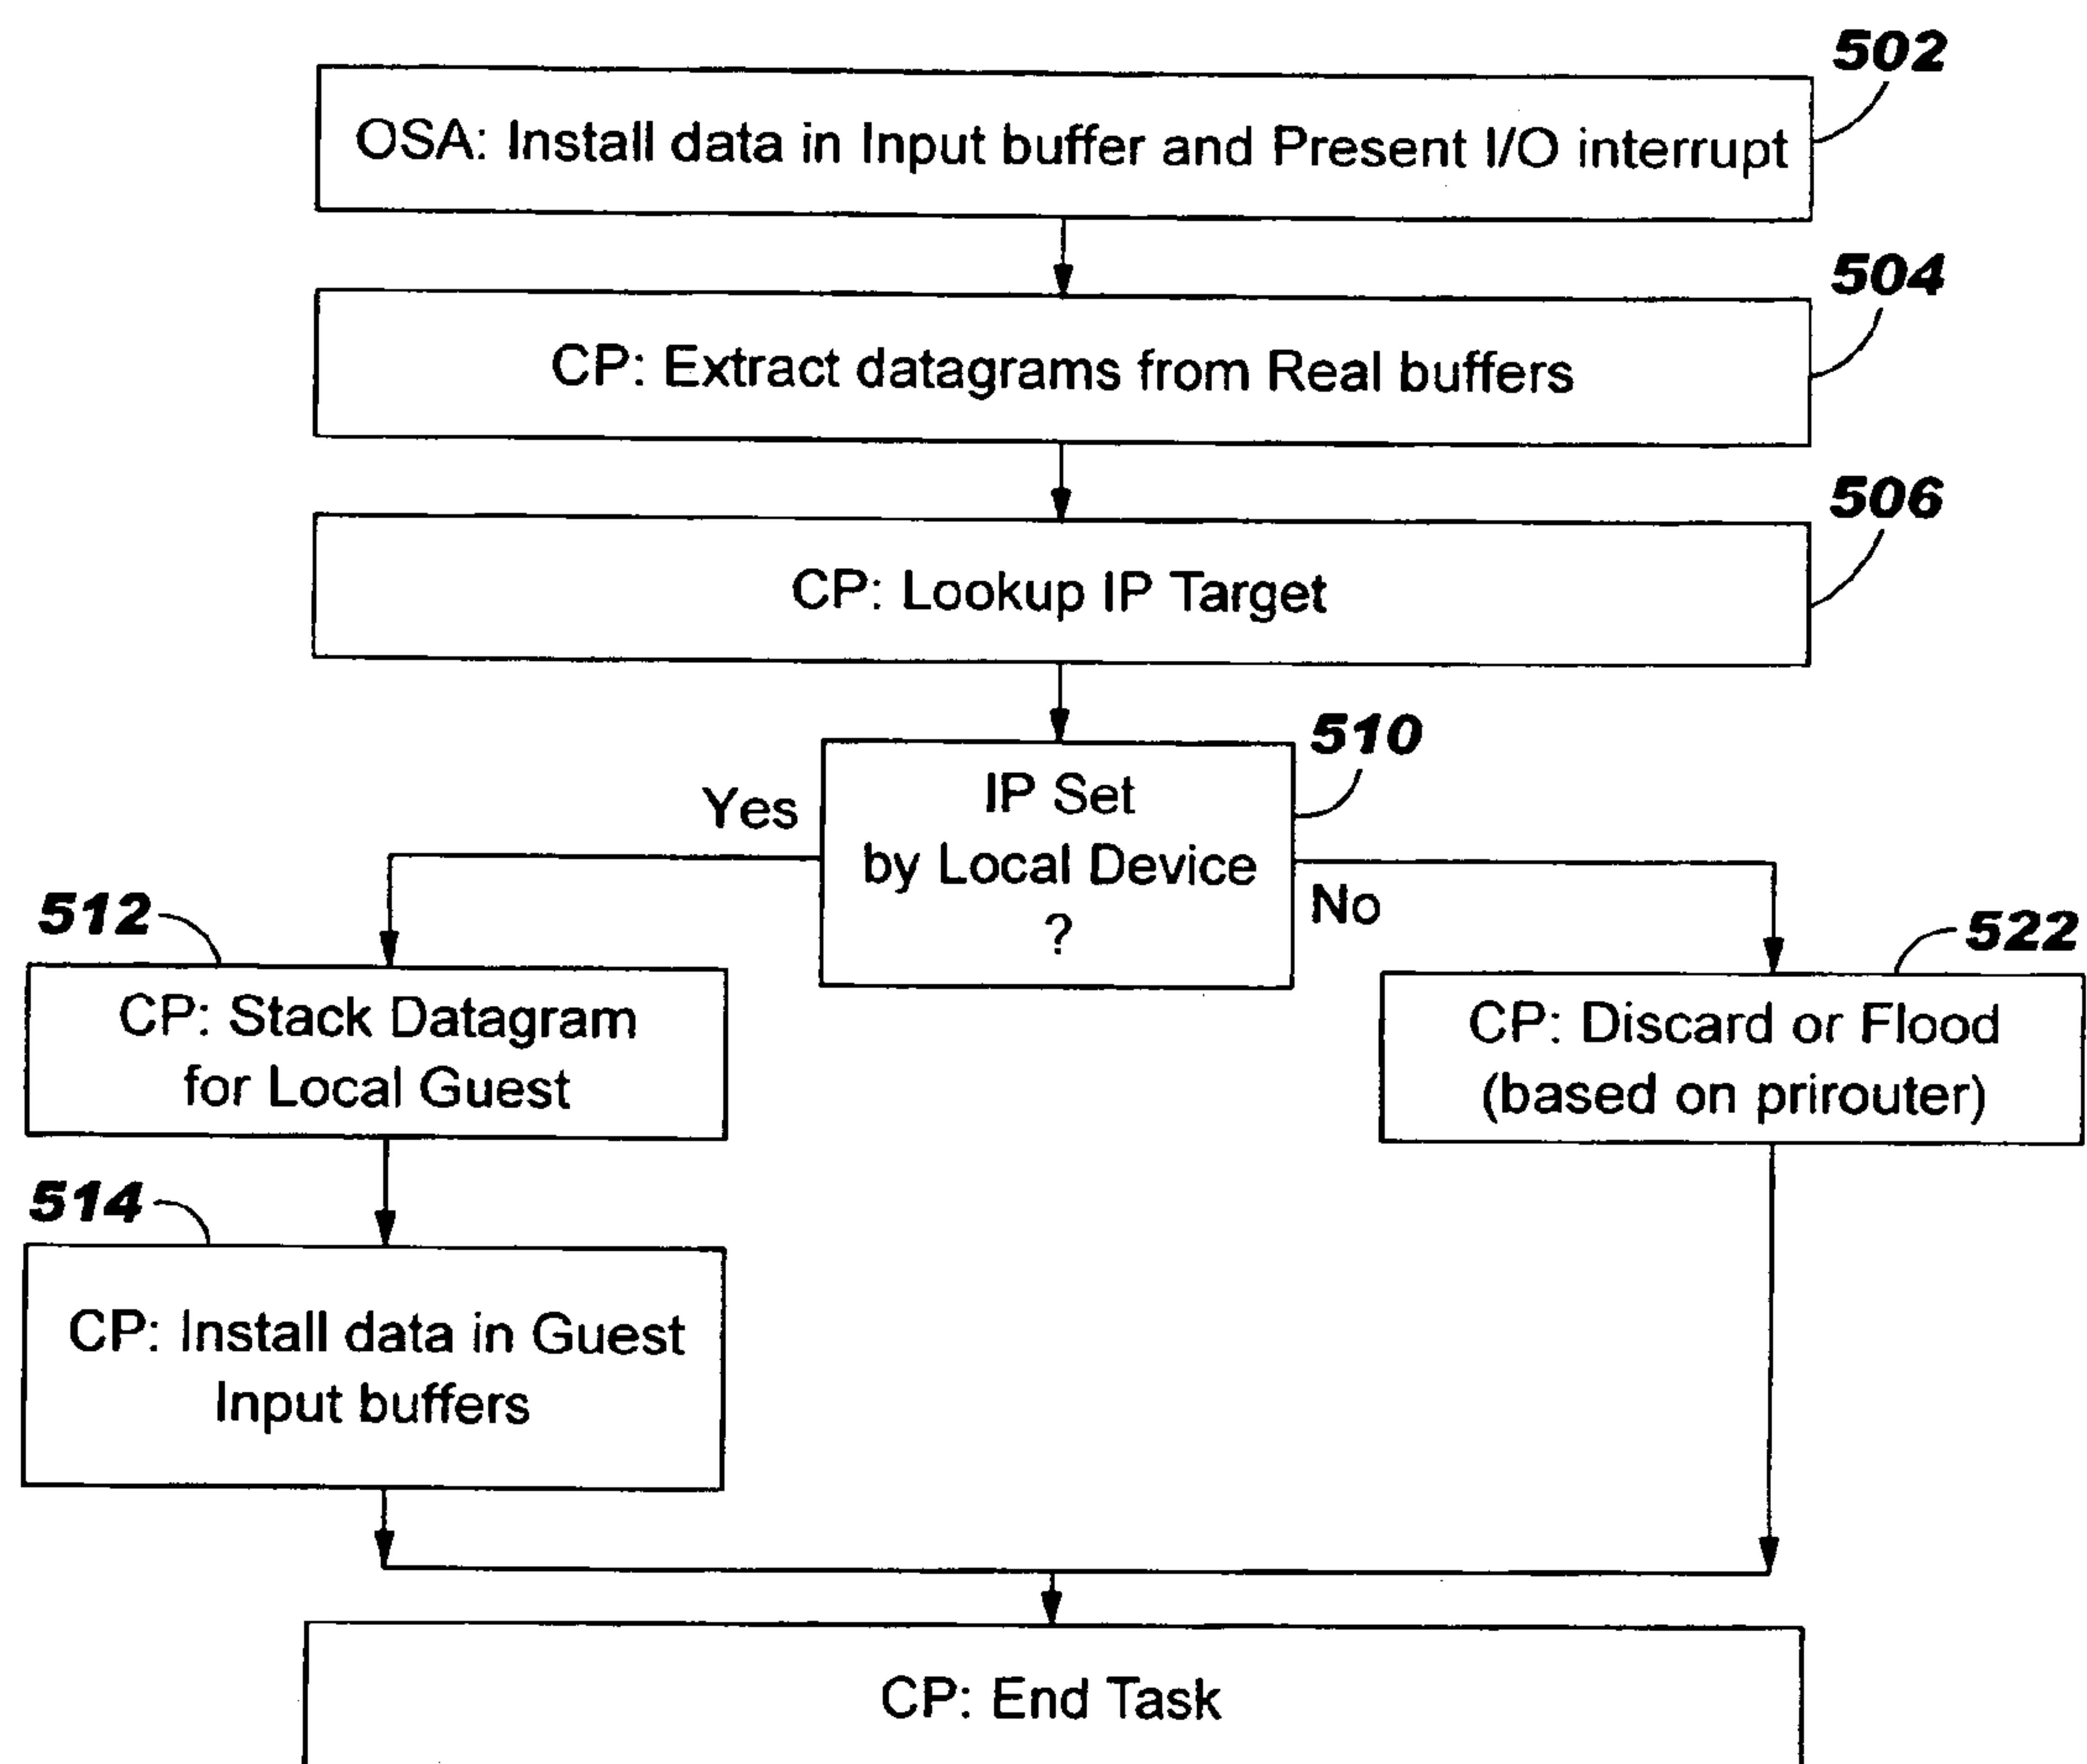 502
OSA: Install data in Input buffer and Present I/O interrupt
504
CP: Extract datagrams from Real buffers
506
CP: Lookup IP Target
510
IP Set
by Local Device
?
Yes
No
512
CP: Stack Datagram
for Local Guest
522
CP: Discard or Flood
(based on prirouter)
514
CP: Install data in Guest
Input buffers
CP: End Task